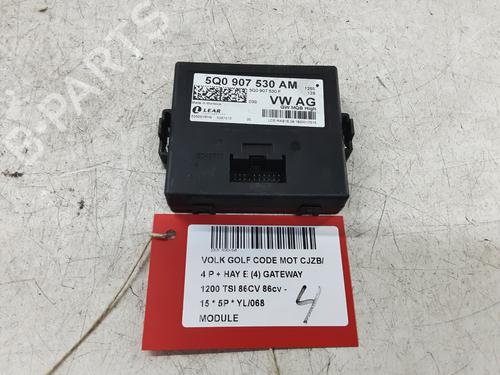 5Q0 907 530 AM
5Q0 907 530 F
VW AG
GW MQB High
LEAR
VOLK GOLF CODE MOT CJZB/
4 P + HAY E (4) GATEWAY
1200 TSI 86CV 86cv -
15 * 5P * YL/068
MODULE
4